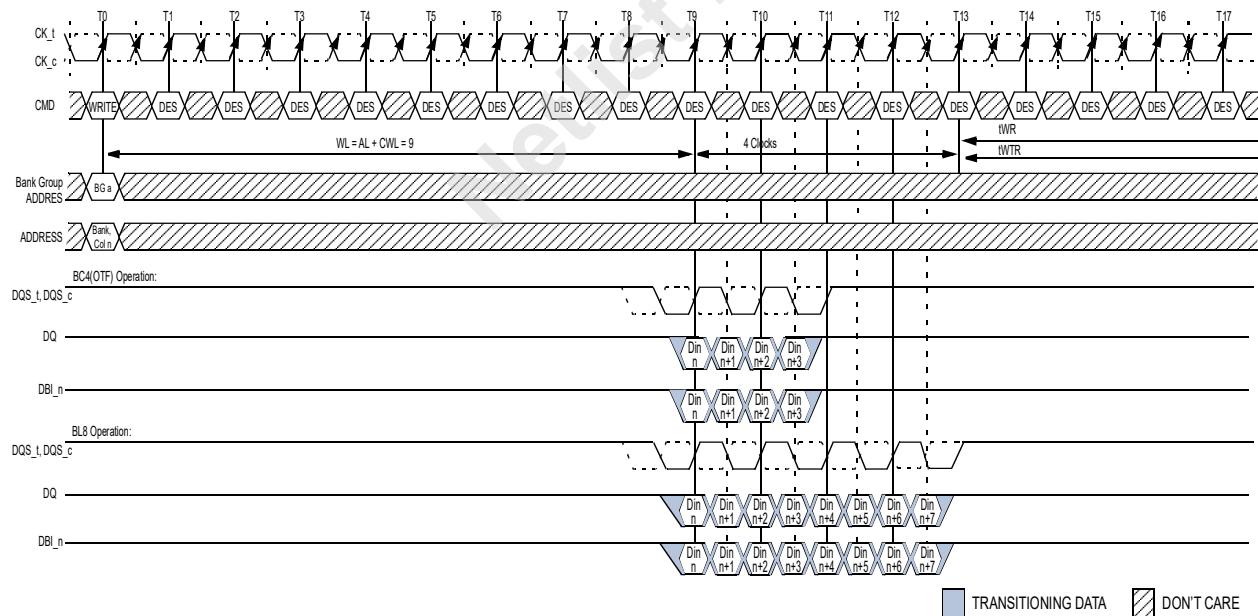 T0 T1 T2 T3 T4 T5 T6 T7 T8 T9 T10 T11 T12 T13 T14 T15 T16 T17
CK_t
CK_c
CMD WRITE DES DES DES DES DES DES DES DES DES DES DES DES DES DES DES DES DES
tWR
WL = AL + CWL = 9 4 Clocks
tWTR
Bank Group
ADDRES
BG a
ADDRESS
Bank,
Col n
BC4(OTF) Operation:
DQS_t, DQS_c
DQ
Din Din Din Din
n n+1 n+2 n+3
DBI_n
Din Din Din Din
n n+1 n+2 n+3
BL8 Operation:
DQS_t, DQS_c
DQ
Din Din Din Din Din Din Din Din
n n+1 n+2 n+3 n+4 n+5 n+6 n+7
DBI_n
Din Din Din Din Din Din Din Din
n n+1 n+2 n+3 n+4 n+5 n+6 n+7
TRANSITIONING DATA DON'T CARE
Netlist